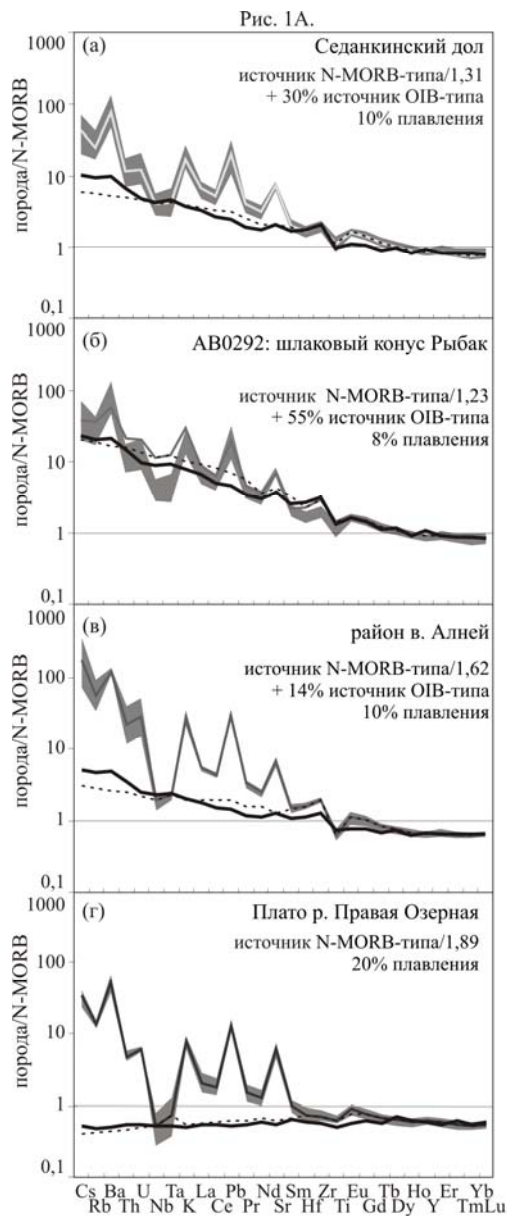 Рис. 1А.
1000
(а)
Седанкинский дол
источник N-MORB-типа/1,31
+ 30% источник OIB-типа
10% плавления
100
10
1
0,1
порода/N-MORB
1000
(б)
АВ0292: шлаковый конус Рыбак
источник N-MORB-типа/1,23
+ 55% источник OIB-типа
8% плавления
100
10
1
0,1
порода/N-MORB
1000
(в)
район в. Алней
источник N-MORB-типа/1,62
+ 14% источник OIB-типа
10% плавления
100
10
1
0,1
порода/N-MORB
1000
(г)
Плато р. Правая Озерная
источник N-MORB-типа/1,89
20% плавления
100
10
1
0,1
порода/N-MORB
Cs Ba U Ta La Pb Nd Sm Zr Eu Tb Ho Er Yb
Rb Th Nb K Ce Pr Sr Hf Ti Gd Dy Y TmLu